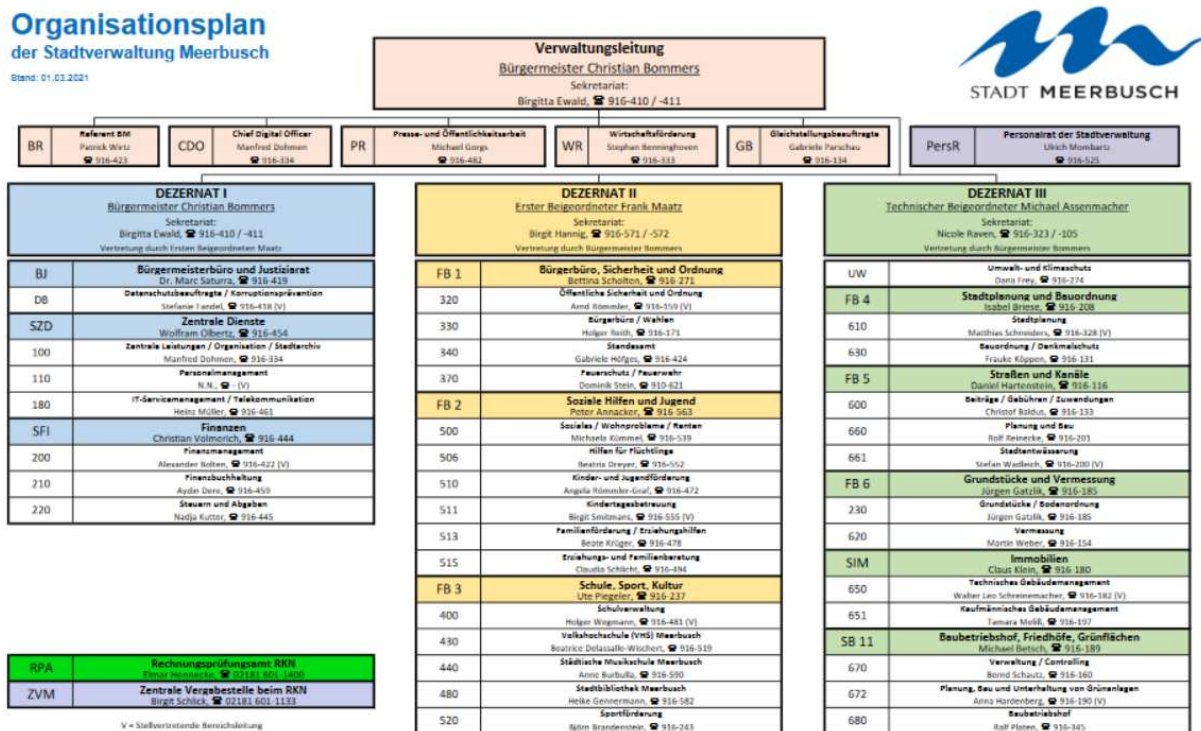 Organisationsplan
der Stadtverwaltung Meerbusch
Stand: 01.03.2021
STADT MEERBUSCH
Verwaltungsleitung
Bürgermeister Christian Bommers
Sekretariat:
Birgitta Ewald, ☎ 916-410 / -411
BR
Referent BM
Patrick Wirtz
☎ 916-423
CDO
Chief Digital Officer
Manfred Dohmen
☎ 916-334
PR
Presse- und Öffentlichkeitsarbeit
Michael Gorgs
☎ 916-482
WR
Wirtschaftsförderung
Stephan Benninghoven
☎ 916-333
GB
Gleichstellungsbeauftragte
Gabriele Parschau
☎ 916-134
PersR
Personalrat der Stadtverwaltung
Ulrich Mombartz
☎ 916-525
DEZERNAT I
Bürgermeister Christian Bommers
Sekretariat:
Birgitta Ewald, ☎ 916-410 / -411
Vertretung durch Ersten Beigeordneten Maatz
BJ
Bürgermeisterbüro und Justiziariat
Dr. Marc Saturra, ☎ 916-419
DB
Datenschutzbeauftragte / Korruptionsprävention
Stefanie Fandel, ☎ 916-418 (V)
SZD
Zentrale Dienste
Wolfram Olbertz, ☎ 916-454
100
Zentrale Leistungen / Organisation / Stadtarchiv
Manfred Dohmen, ☎ 916-334
110
Personalmanagement
N.N., ☎ - (V)
180
IT-Servicemanagement / Telekommunikation
Heinz Müller, ☎ 916-461
SFI
Finanzen
Christian Volmerich, ☎ 916-444
200
Finanzmanagement
Alexander Bolten, ☎ 916-422 (V)
210
Finanzbuchhaltung
Aydin Dere, ☎ 916-459
220
Steuern und Abgaben
Nadja Kutter, ☎ 916-445
RPA
Rechnungsprüfungsamt RKN
Elmar Hennecke, ☎ 02181 601-1400
ZVM
Zentrale Vergabestelle beim RKN
Birgit Schlick, ☎ 02181 601-1133
V = Stellvertretende Bereichsleitung
DEZERNAT II
Erster Beigeordneter Frank Maatz
Sekretariat:
Birgit Hannig, ☎ 916-571 / -572
Vertretung durch Bürgermeister Bommers
FB 1
Bürgerbüro, Sicherheit und Ordnung
Bettina Scholten, ☎ 916-271
320
Öffentliche Sicherheit und Ordnung
Arnd Römmler, ☎ 916-159 (V)
330
Bürgerbüro / Wahlen
Holger Reith, ☎ 916-171
340
Standesamt
Gabriele Höfges, ☎ 916-424
370
Feuerschutz / Feuerwehr
Dominik Stein, ☎ 910-621
FB 2
Soziale Hilfen und Jugend
Peter Annacker, ☎ 916-563
500
Soziales / Wohnprobleme / Renten
Michaela Kümmel, ☎ 916-539
506
Hilfen für Flüchtlinge
Beatrix Dreyer, ☎ 916-552
510
Kinder- und Jugendförderung
Angela Römmler-Graf, ☎ 916-472
511
Kindertagesbetreuung
Birgit Smitmans, ☎ 916-555 (V)
513
Familienförderung / Erziehungshilfen
Beate Krüger, ☎ 916-478
515
Erziehungs- und Familienberatung
Claudia Schlicht, ☎ 916-494
FB 3
Schule, Sport, Kultur
Ute Piegeler, ☎ 916-237
400
Schulverwaltung
Holger Wegmann, ☎ 916-481 (V)
430
Volkshochschule (VHS) Meerbusch
Beatrice Delassalle-Wischert, ☎ 916-519
440
Städtische Musikschule Meerbusch
Anne Burbulla, ☎ 916-590
480
Stadtbibliothek Meerbusch
Heike Gennermann, ☎ 916-582
520
Sportförderung
Björn Brandenstein, ☎ 916-243
DEZERNAT III
Technischer Beigeordneter Michael Assenmacher
Sekretariat:
Nicole Raven, ☎ 916-323 / -105
Vertretung durch Bürgermeister Bommers
UW
Umwelt- und Klimaschutz
Dana Frey, ☎ 916-274
FB 4
Stadtplanung und Bauordnung
Isabel Briese, ☎ 916-208
610
Stadtplanung
Matthias Schneiders, ☎ 916-328 (V)
630
Bauordnung / Denkmalschutz
Frauke Köppen, ☎ 916-131
FB 5
Straßen und Kanäle
Daniel Hartenstein, ☎ 916-116
600
Beiträge / Gebühren / Zuwendungen
Christof Baldus, ☎ 916-133
660
Planung und Bau
Rolf Reinecke, ☎ 916-201
661
Stadtentwässerung
Stefan Wadleich, ☎ 916-200 (V)
FB 6
Grundstücke und Vermessung
Jürgen Gatzlik, ☎ 916-185
230
Grundstücke / Bodenordnung
Jürgen Gatzlik, ☎ 916-185
620
Vermessung
Martin Weber, ☎ 916-154
SIM
Immobilien
Claus Klein, ☎ 916-180
650
Technisches Gebäudemanagement
Walter Leo Schreinemacher, ☎ 916-182 (V)
651
Kaufmännisches Gebäudemanagement
Tamara Meliß, ☎ 916-197
SB 11
Baubetriebshof, Friedhöfe, Grünflächen
Michael Betsch, ☎ 916-189
670
Verwaltung / Controlling
Bernd Schautz, ☎ 916-160
672
Planung, Bau und Unterhaltung von Grünanlagen
Anna Hardenberg, ☎ 916-190 (V)
680
Baubetriebshof
Ralf Platen, ☎ 916-345